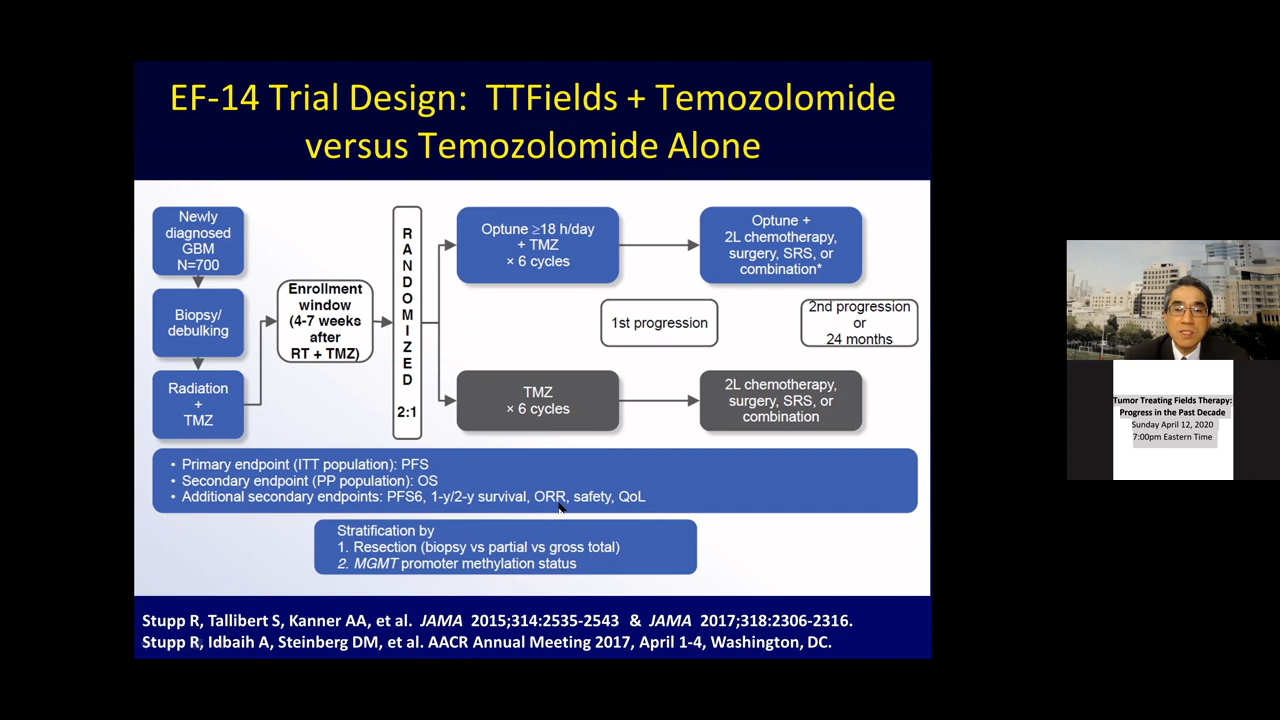 EF-14 Trial Design: TTFields + Temozolomide
versus Temozolomide Alone
Newly
diagnosed
GBM
N=700
Biopsy/
debulking
Radiation
+
TMZ
Enrollment
window
(4-7 weeks
after
RT + TMZ)
R
A
N
D
O
M
I
Z
E
D
2:1
Optune ≥18 h/day
+ TMZ
× 6 cycles
Optune +
2L chemotherapy,
surgery, SRS, or
combination*
1st progression
2nd progression
or
24 months
TMZ
× 6 cycles
2L chemotherapy,
surgery, SRS, or
combination
• Primary endpoint (ITT population): PFS
• Secondary endpoint (PP population): OS
• Additional secondary endpoints: PFS6, 1-y/2-y survival, ORR, safety, QoL
Stratification by
1. Resection (biopsy vs partial vs gross total)
2. MGMT promoter methylation status
Stupp R, Tallibert S, Kanner AA, et al. JAMA 2015;314:2535-2543 & JAMA 2017;318:2306-2316.
Stupp R, Idbaih A, Steinberg DM, et al. AACR Annual Meeting 2017, April 1-4, Washington, DC.
Tumor Treating Fields Therapy:
Progress in the Past Decade
Sunday April 12, 2020
7:00pm Eastern Time